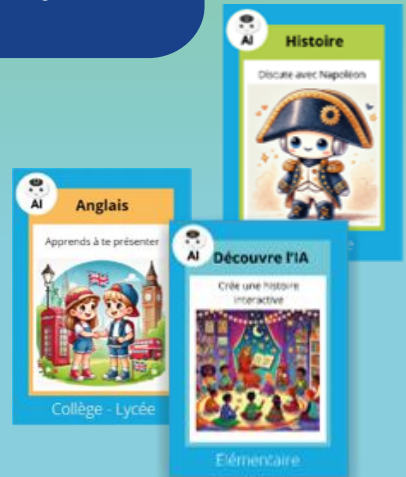 AI
Histoire
Discute avec Napoléon
AI
Anglais
Apprends à te présenter
Collège - Lycée
AI
Découvre l'IA
Crée une histoire
interactive
Elémentaire